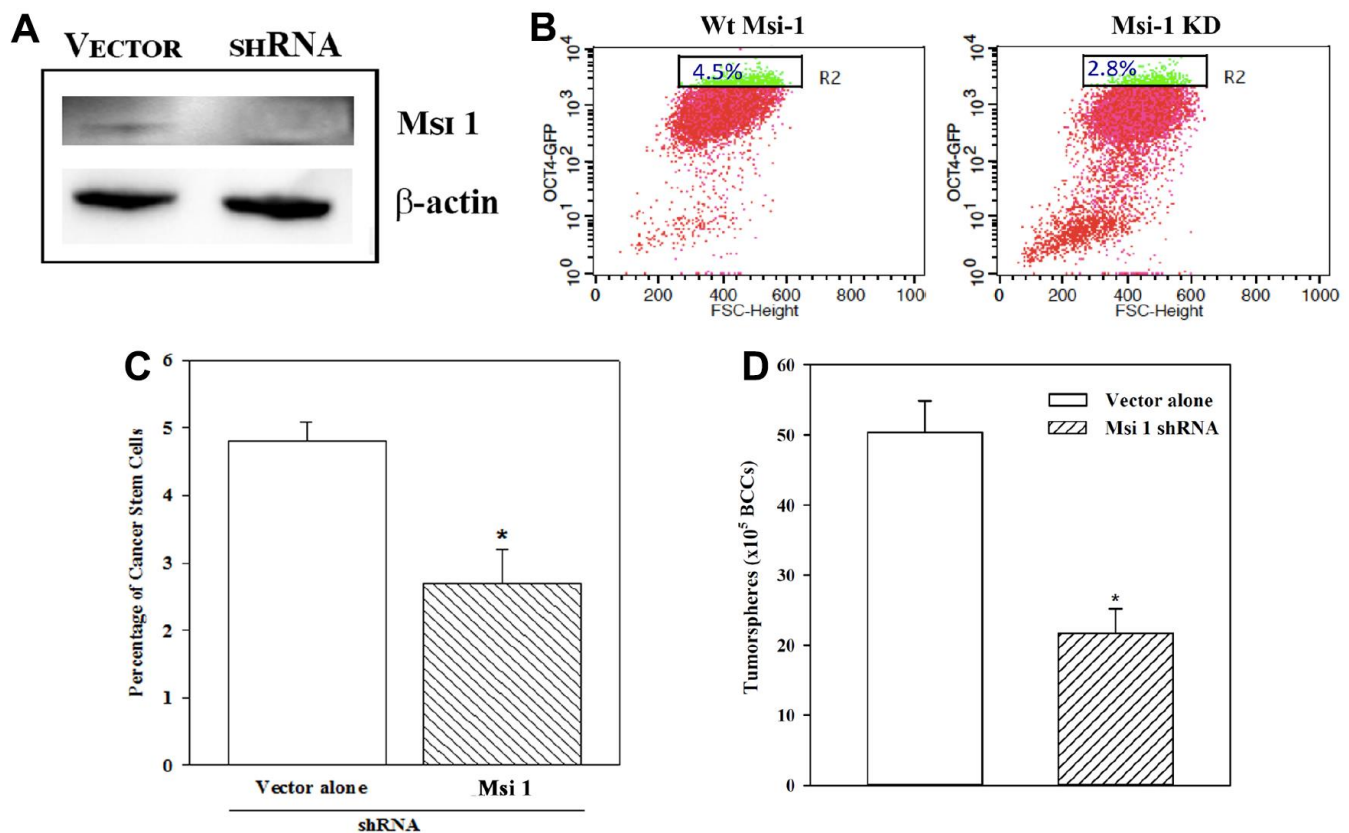 A
VECTOR SHRNA
MSI 1
β-actin
B
Wt Msi-1
10⁴
10³
10²
10¹
10⁰
OCT4-GFP
4.5%
R2
0 200 400 600 800 100
FSC-Height
Msi-1 KD
10⁴
10³
10²
10¹
10⁰
OCT4-GFP
2.8%
R2
0 200 400 600 800 1000
FSC-Height
C
6
5
4
3
2
1
0
Percentage of Cancer Stem Cells
*
Vector alone Msi 1
shRNA
D
60
50
40
30
20
10
0
Tumorspheres (x10⁵ BCCs)
Vector alone
Msi 1 shRNA
*